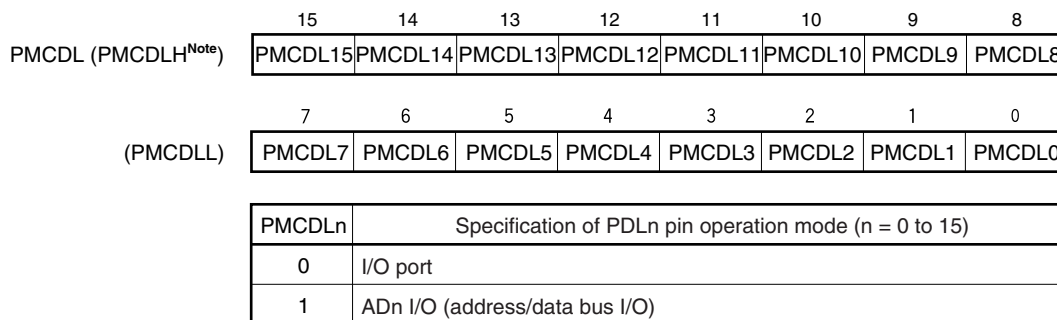 15 14 13 12 11 10 9 8
PMCDL (PMCDLH^Note) PMCDL15 PMCDL14 PMCDL13 PMCDL12 PMCDL11 PMCDL10 PMCDL9 PMCDL8
7 6 5 4 3 2 1 0
(PMCDLL) PMCDL7 PMCDL6 PMCDL5 PMCDL4 PMCDL3 PMCDL2 PMCDL1 PMCDL0
PMCDLn Specification of PDLn pin operation mode (n = 0 to 15)
0 I/O port
1 ADn I/O (address/data bus I/O)